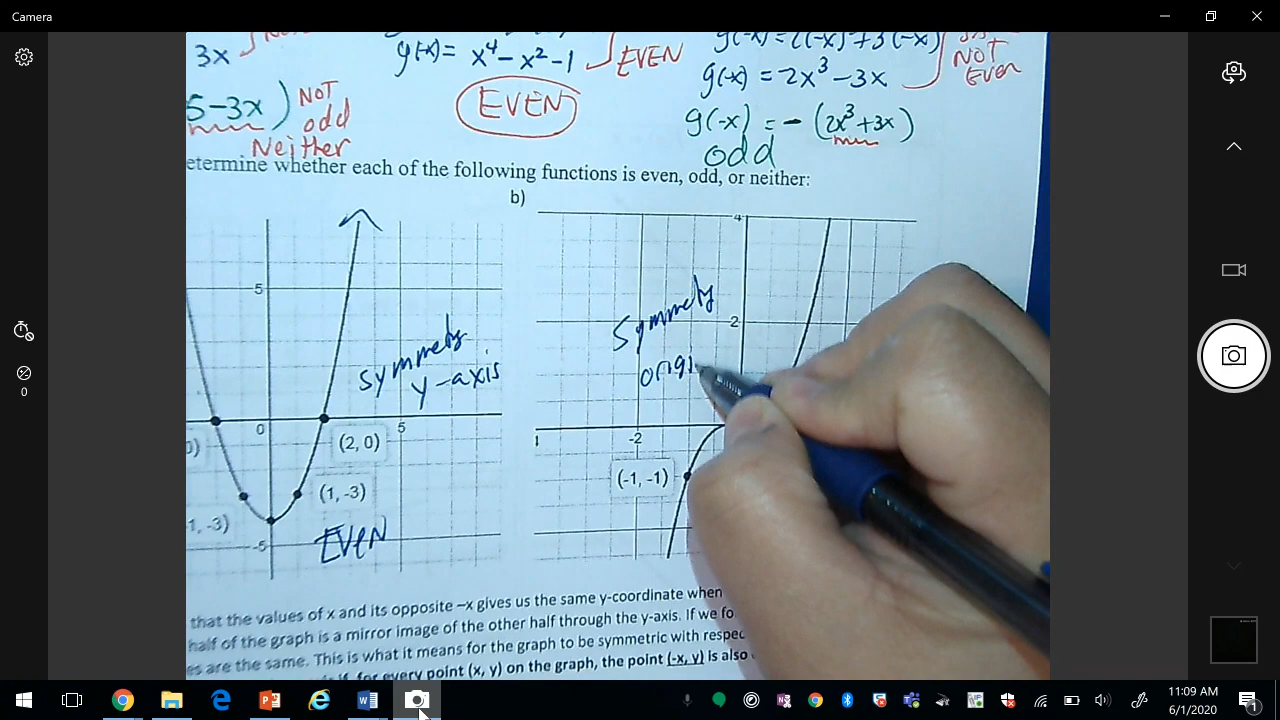 Camera
3x
g(-x) = x⁴ - x² - 1
EVEN
EVEN
NOT
Even
g(-x) = 2x³ - 3x
5 - 3x)
NOT
odd
Neither
g(-x) = -(2x³ + 3x)
odd
etermine whether each of the following functions is even, odd, or neither:
b)
5
0
5
-5
(2, 0)
(1, -3)
1, -3)
0)
Symmety
y-axis
EVEN
4
2
-2
(-1, -1)
Symmety
origi
that the values of x and its opposite –x gives us the same y-coordinate when
half of the graph is a mirror image of the other half through the y-axis. If we fo
es are the same. This is what it means for the graph to be symmetric with respec
if, for every point (x, y) on the graph, the point (-x, y) is also
0
11:09 AM
6/1/2020
1